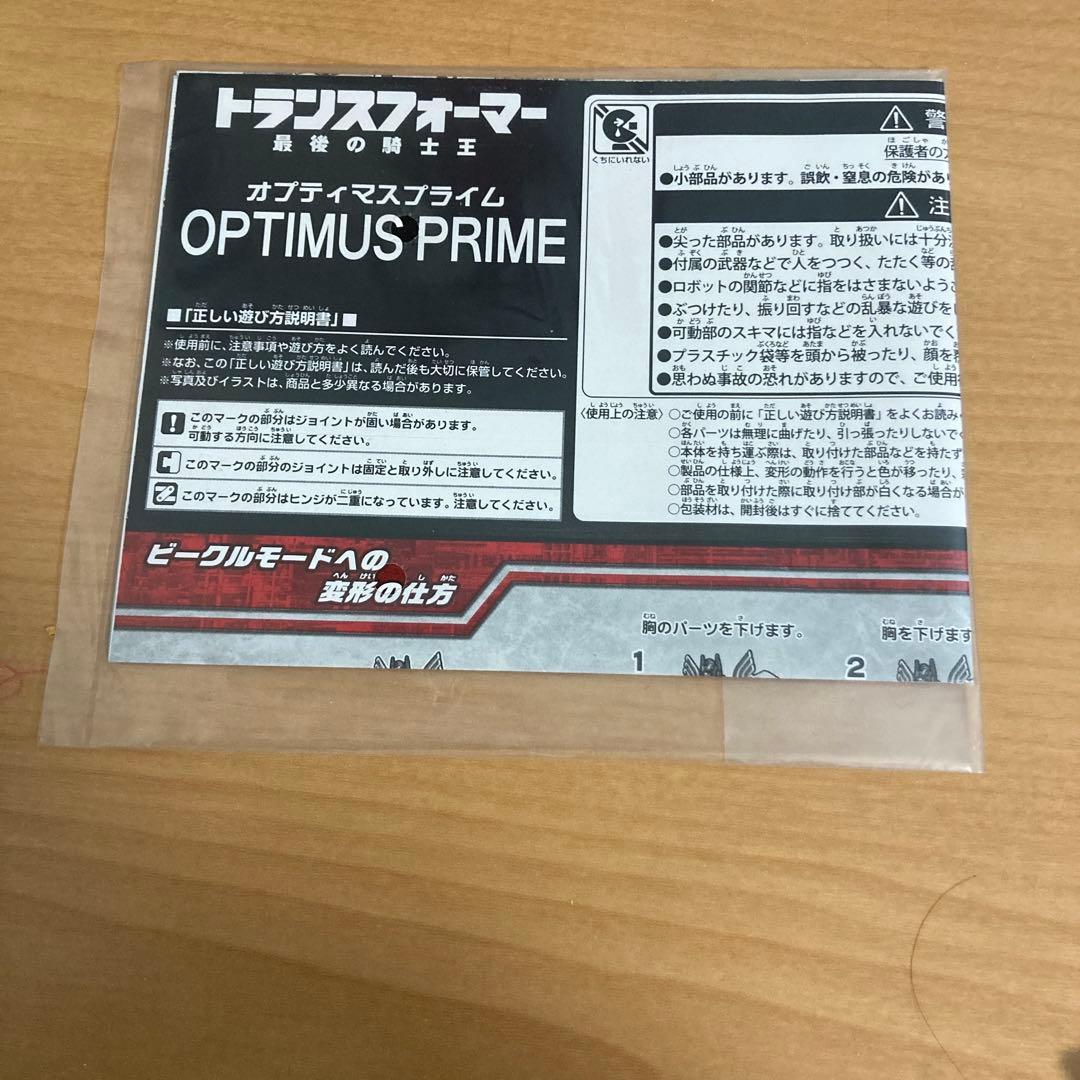 トランスフォーマー
最後の騎士王
オプティマスプライム
OPTIMUS PRIME
■「正しい遊び方説明書」■
※使用前に、注意事項や遊び方をよく読んでください。
※なお、この「正しい遊び方説明書」は、読んだ後も大切に保管してください。
※写真及びイラストは、商品と多少異なる場合があります。
このマークの部分はジョイントが固い場合があります。
可動する方向に注意してください。
このマークの部分のジョイントは固定と取り外しに注意してください。
このマークの部分はヒンジが二重になっています。注意してください。
くちにいれない
警
保護者の
●小部品があります。誤飲・窒息の危険があ
注
●尖った部品があります。取り扱いには十分
●付属の武器などで人をつつく、たたく等の
●ロボットの関節などに指をはさまないよう
●ぶつけたり、振り回すなどの乱暴な遊びを
●可動部のスキマには指などを入れないでく
●プラスチック袋等を頭から被ったり、顔を
●思わぬ事故の恐れがありますので、ご使用
〈使用上の注意〉○ご使用の前に「正しい遊び方説明書」をよくお読み
○各パーツは無理に曲げたり、引っ張ったりしないで
○本体を持ち運ぶ際は、取り付けた部品などを持たず
○製品の仕様上、変形の動作を行うと色が移ったり、
○部品を取り付けた際に取り付け部が白くなる場合が
○包装材は、開封後はすぐに捨ててください。
ビークルモードへの
変形の仕方
胸のパーツを下げます。
胸を下げます
1
2